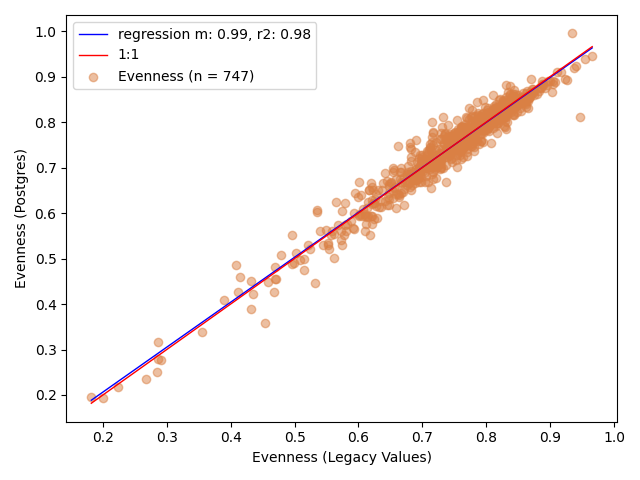 regression m: 0.99, r2: 0.98
1:1
Evenness (n = 747)
1.0
0.9
0.8
0.7
0.6
0.5
0.4
0.3
0.2
Evenness (Postgres)
0.2 0.3 0.4 0.5 0.6 0.7 0.8 0.9 1.0
Evenness (Legacy Values)